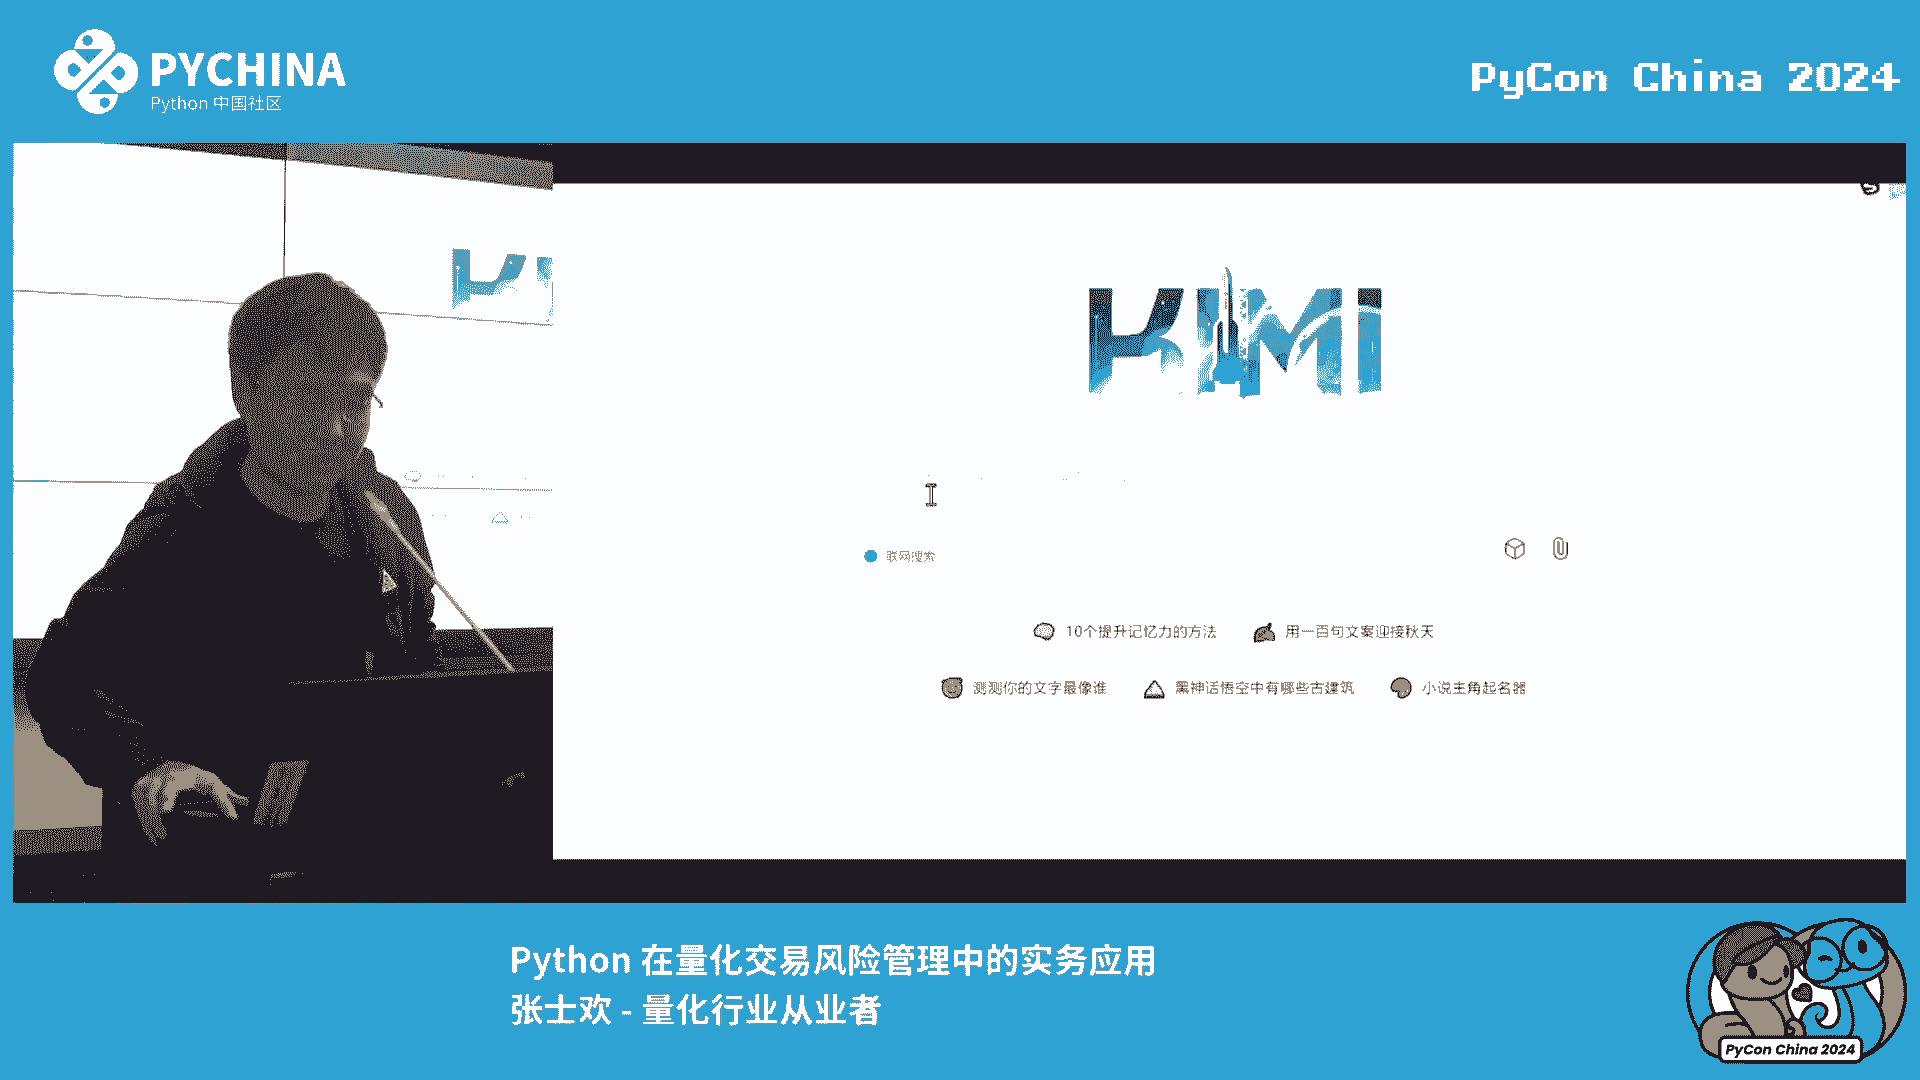 PYCHINA
Python 中国社区
PyCon China 2024
KIMi
联网搜索
10个提升记忆力的方法
用一百句文案迎接秋天
测测你的文字最像谁
黑神话悟空中有哪些古建筑
小说主角起名器
Python 在量化交易风险管理中的实务应用
张士欢 - 量化行业从业者
PyCon China 2024